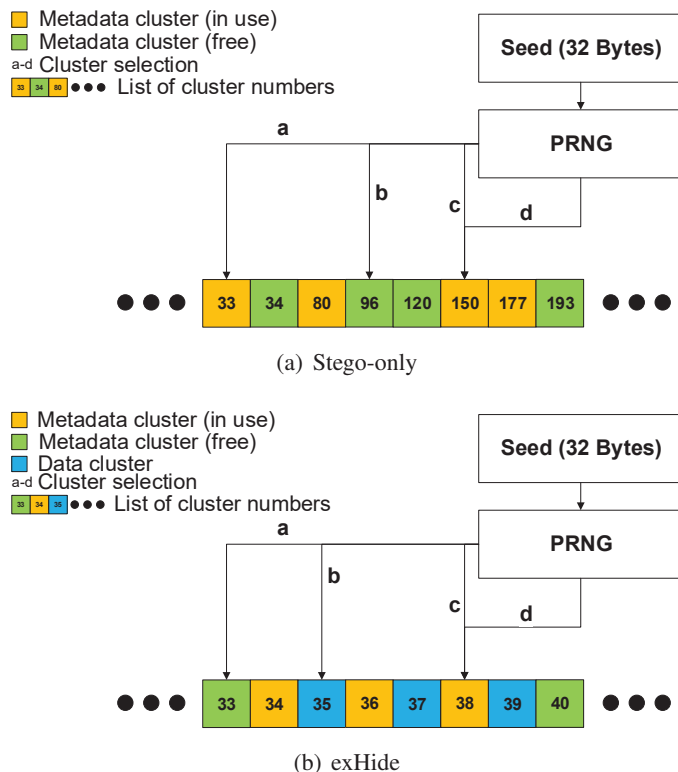 Metadata cluster (in use)
Metadata cluster (free)
a-d Cluster selection
33 34 80 ●●● List of cluster numbers
Seed (32 Bytes)
PRNG
a
b
c
d
●●● 33 34 80 96 120 150 177 193 ●●●
(a) Stego-only
Metadata cluster (in use)
Metadata cluster (free)
Data cluster
a-d Cluster selection
33 34 35 ●●● List of cluster numbers
Seed (32 Bytes)
PRNG
a
b
c
d
●●● 33 34 35 36 37 38 39 40 ●●●
(b) exHide